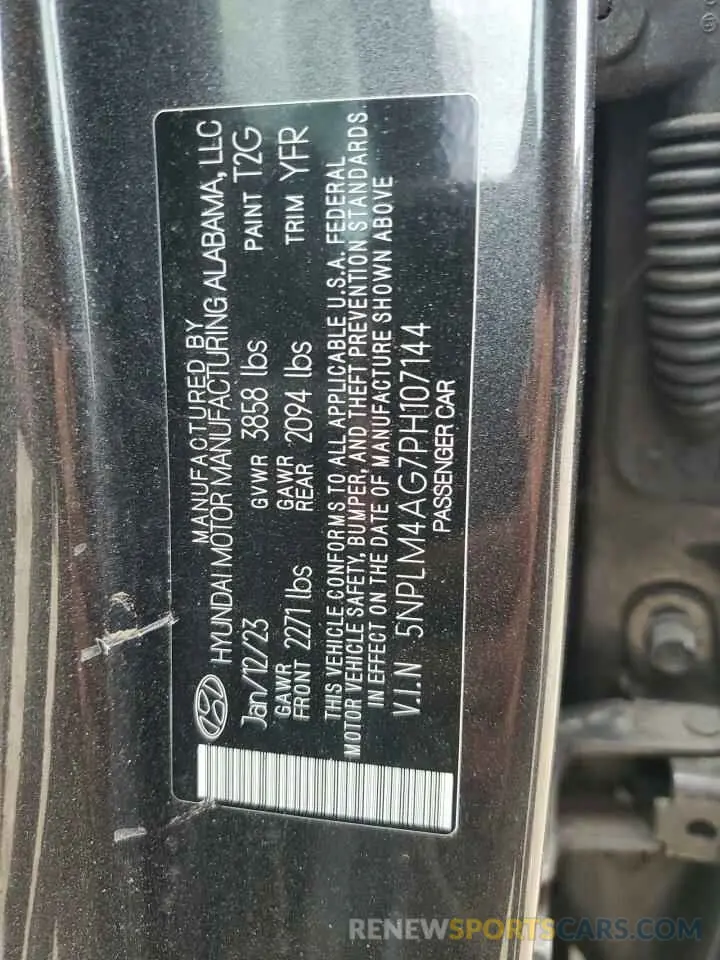 MANUFACTURED BY
HYUNDAI MOTOR MANUFACTURING ALABAMA, LLC
Jan/12/23 GVWR 3858 lbs PAINT T2G
GAWR FRONT 2271 lbs GAWR REAR 2094 lbs TRIM YFR
THIS VEHICLE CONFORMS TO ALL APPLICABLE U.S.A. FEDERAL
MOTOR VEHICLE SAFETY, BUMPER, AND THEFT PREVENTION STANDARDS
IN EFFECT ON THE DATE OF MANUFACTURE SHOWN ABOVE
V.I.N 5NPLM4AG7PH107144
PASSENGER CAR
RENEWSPORTSCARS.COM